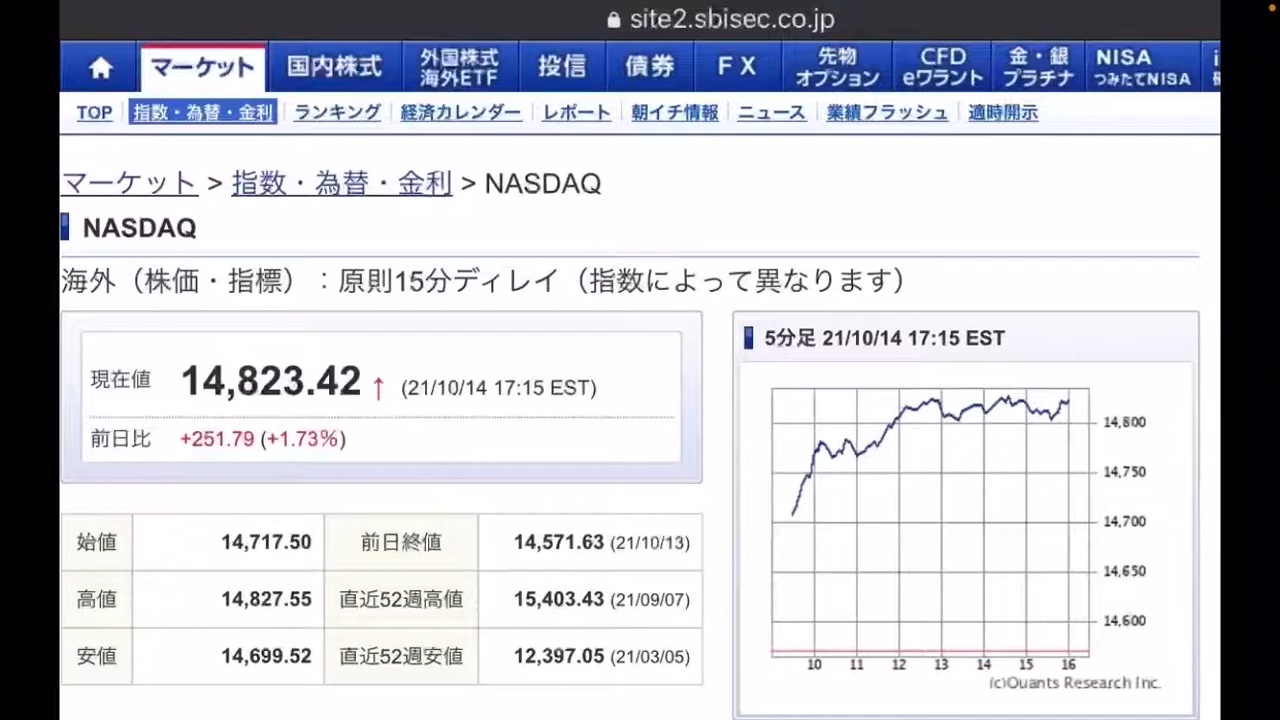 site2.sbisec.co.jp
マーケット 国内株式 外国株式 海外ETF 投信 債券 FX 先物 オプション CFD eワラント 金・銀 プラチナ NISA つみたてNISA
TOP 指数・為替・金利 ランキング 経済カレンダー レポート 朝イチ情報 ニュース 業績フラッシュ 適時開示
マーケット > 指数・為替・金利 > NASDAQ
NASDAQ
海外（株価・指標）：原則15分ディレイ（指数によって異なります）
現在値 14,823.42 ↑ (21/10/14 17:15 EST)
前日比 +251.79 (+1.73%)
始値 14,717.50 前日終値 14,571.63 (21/10/13)
高値 14,827.55 直近52週高値 15,403.43 (21/09/07)
安値 14,699.52 直近52週安値 12,397.05 (21/03/05)
5分足 21/10/14 17:15 EST
14,800
14,750
14,700
14,650
14,600
10 11 12 13 14 15 16
(c)Quants Research Inc.